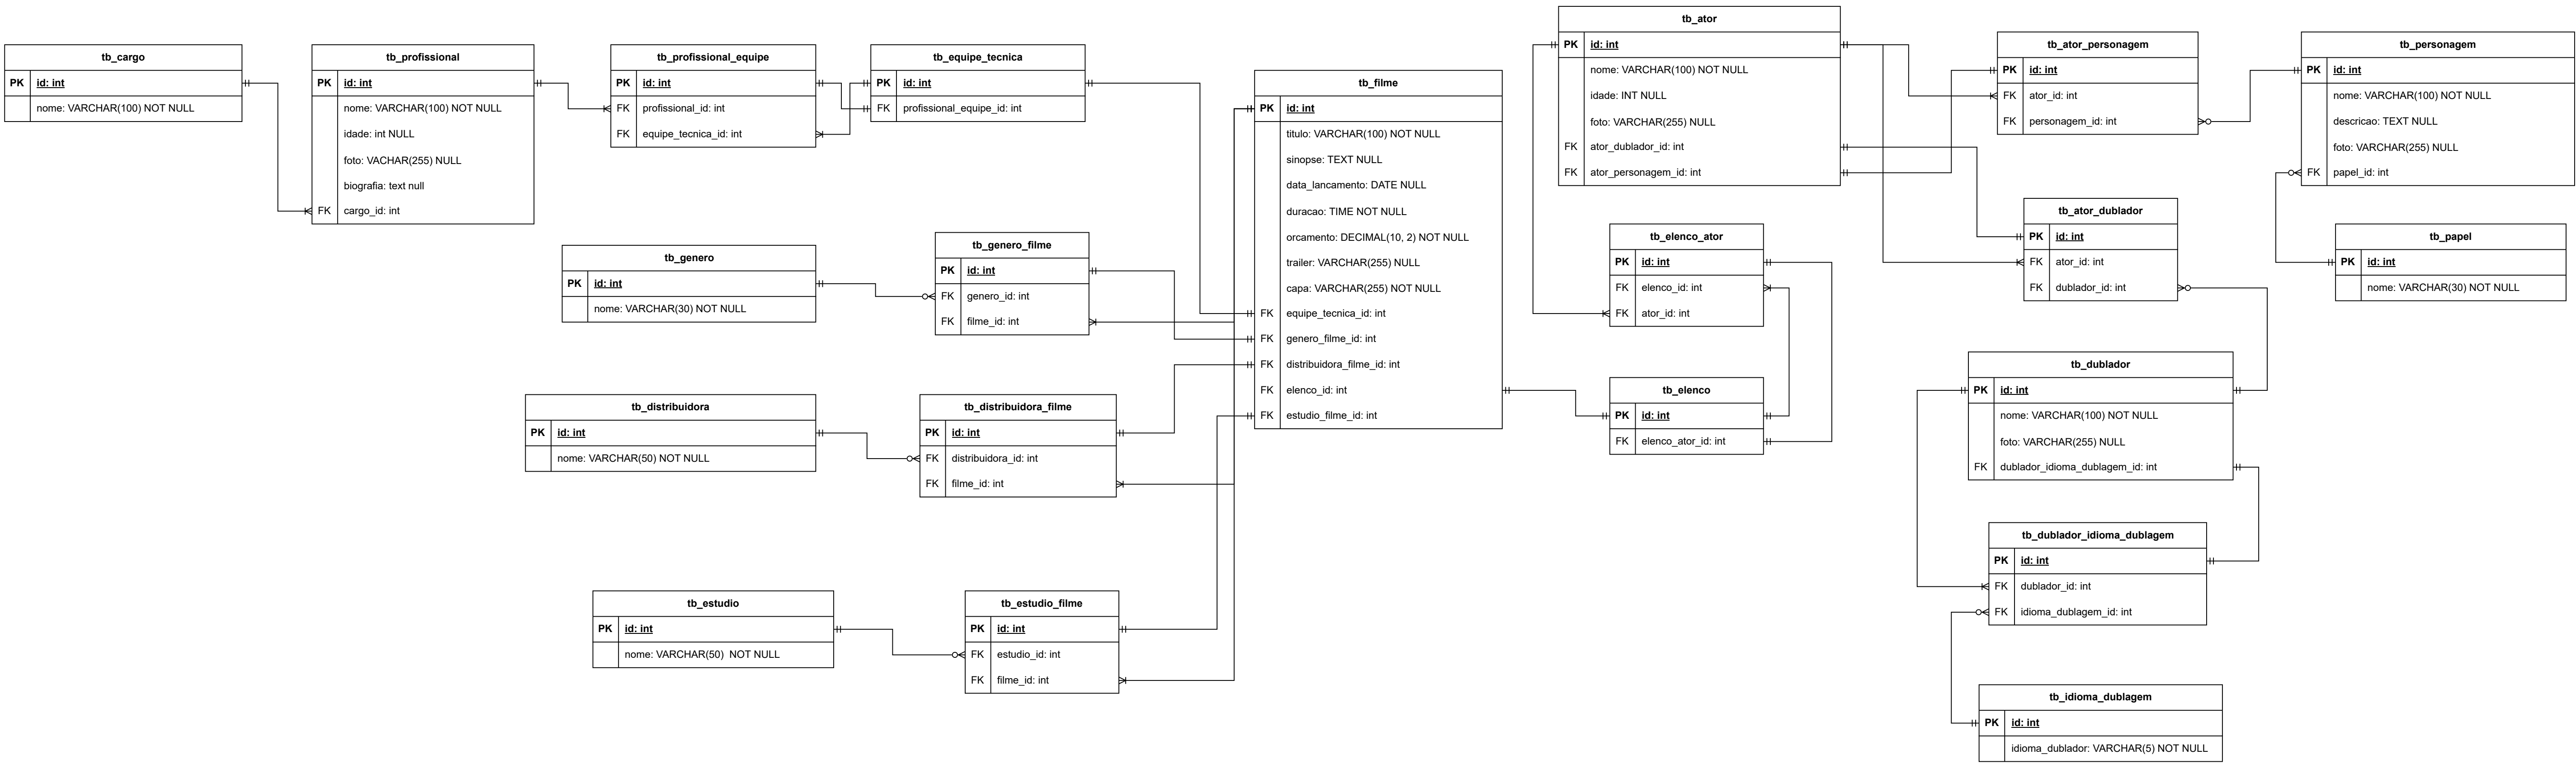 tb_cargo
PK id: int
nome: VARCHAR(100) NOT NULL
tb_profissional
PK id: int
nome: VARCHAR(100) NOT NULL
idade: int NULL
foto: VACHAR(255) NULL
biografia: text null
FK cargo_id: int
tb_profissional_equipe
PK id: int
FK profissional_id: int
FK equipe_tecnica_id: int
tb_equipe_tecnica
PK id: int
FK profissional_equipe_id: int
tb_genero
PK id: int
nome: VARCHAR(30) NOT NULL
tb_genero_filme
PK id: int
FK genero_id: int
FK filme_id: int
tb_distribuidora
PK id: int
nome: VARCHAR(50) NOT NULL
tb_distribuidora_filme
PK id: int
FK distribuidora_id: int
FK filme_id: int
tb_estudio
PK id: int
nome: VARCHAR(50) NOT NULL
tb_estudio_filme
PK id: int
FK estudio_id: int
FK filme_id: int
tb_filme
PK id: int
titulo: VARCHAR(100) NOT NULL
sinopse: TEXT NULL
data_lancamento: DATE NULL
duracao: TIME NOT NULL
orcamento: DECIMAL(10, 2) NOT NULL
trailer: VARCHAR(255) NULL
capa: VARCHAR(255) NOT NULL
FK equipe_tecnica_id: int
FK genero_filme_id: int
FK distribuidora_filme_id: int
FK elenco_id: int
FK estudio_filme_id: int
tb_ator
PK id: int
nome: VARCHAR(100) NOT NULL
idade: INT NULL
foto: VARCHAR(255) NULL
FK ator_dublador_id: int
FK ator_personagem_id: int
tb_elenco_ator
PK id: int
FK elenco_id: int
FK ator_id: int
tb_elenco
PK id: int
FK elenco_ator_id: int
tb_ator_personagem
PK id: int
FK ator_id: int
FK personagem_id: int
tb_personagem
PK id: int
nome: VARCHAR(100) NOT NULL
descricao: TEXT NULL
foto: VARCHAR(255) NULL
FK papel_id: int
tb_ator_dublador
PK id: int
FK ator_id: int
FK dublador_id: int
tb_papel
PK id: int
nome: VARCHAR(30) NOT NULL
tb_dublador
PK id: int
nome: VARCHAR(100) NOT NULL
foto: VARCHAR(255) NULL
FK dublador_idioma_dublagem_id: int
tb_dublador_idioma_dublagem
PK id: int
FK dublador_id: int
FK idioma_dublagem_id: int
tb_idioma_dublagem
PK id: int
idioma_dublador: VARCHAR(5) NOT NULL